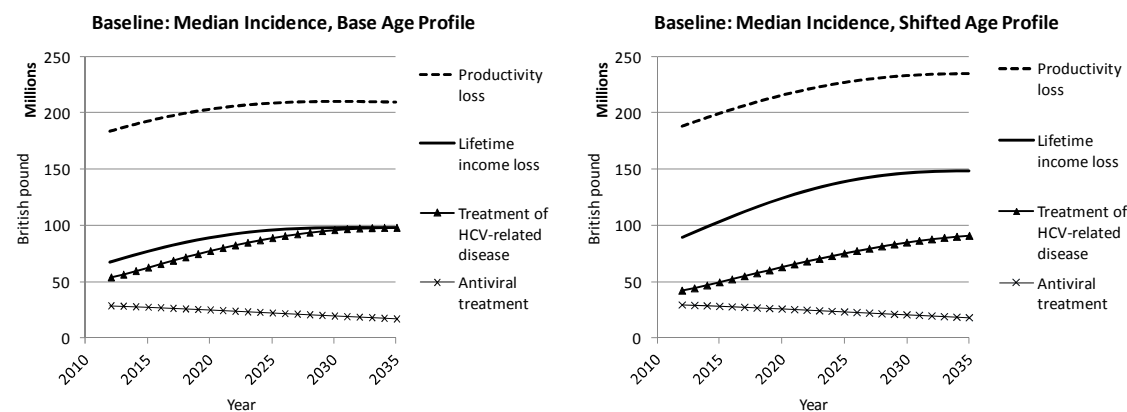 Baseline: Median Incidence, Base Age Profile
Millions
British pound
250
200
150
100
50
0
2010
2015
2020
2025
2030
2035
Year
Productivity
loss
Lifetime
income loss
Treatment of
HCV-related
disease
Antiviral
treatment
Baseline: Median Incidence, Shifted Age Profile
Millions
British pound
250
200
150
100
50
0
2010
2015
2020
2025
2030
2035
Year
Productivity
loss
Lifetime
income loss
Treatment of
HCV-related
disease
Antiviral
treatment